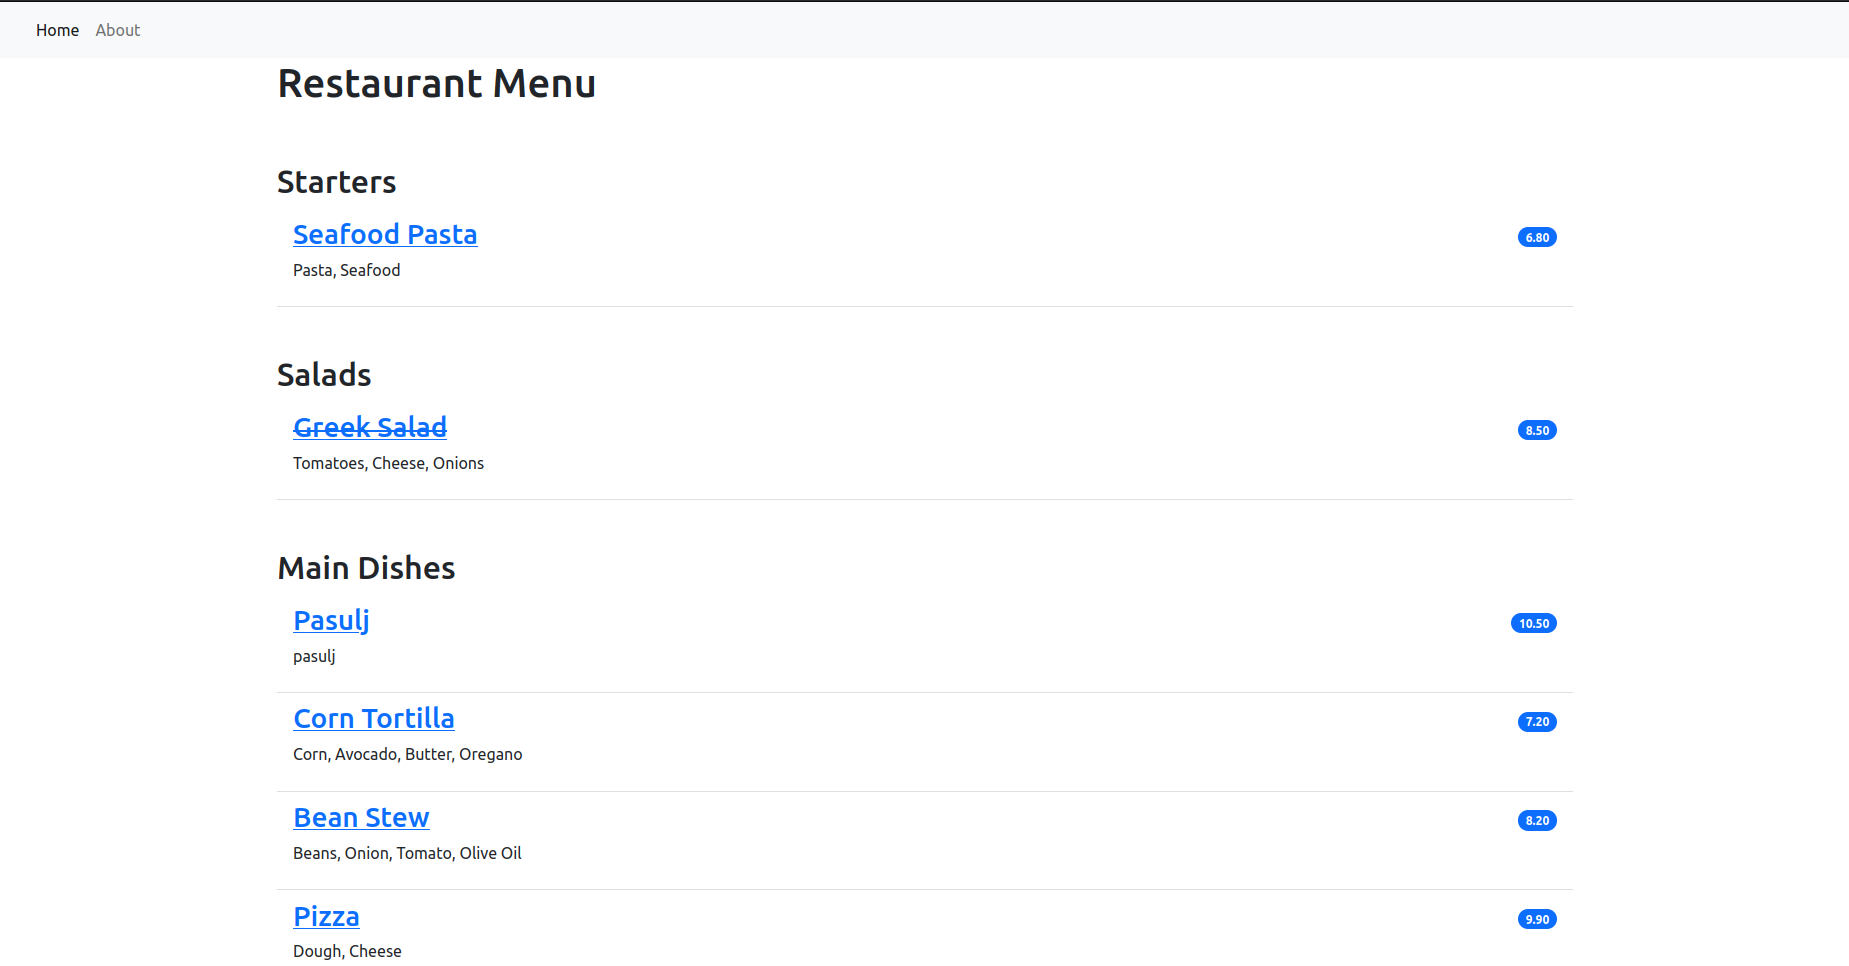 Home About
Restaurant Menu
Starters
Seafood Pasta 6.80
Pasta, Seafood
Salads
Greek Salad 8.50
Tomatoes, Cheese, Onions
Main Dishes
Pasulj 10.50
pasulj
Corn Tortilla 7.20
Corn, Avocado, Butter, Oregano
Bean Stew 8.20
Beans, Onion, Tomato, Olive Oil
Pizza 9.90
Dough, Cheese